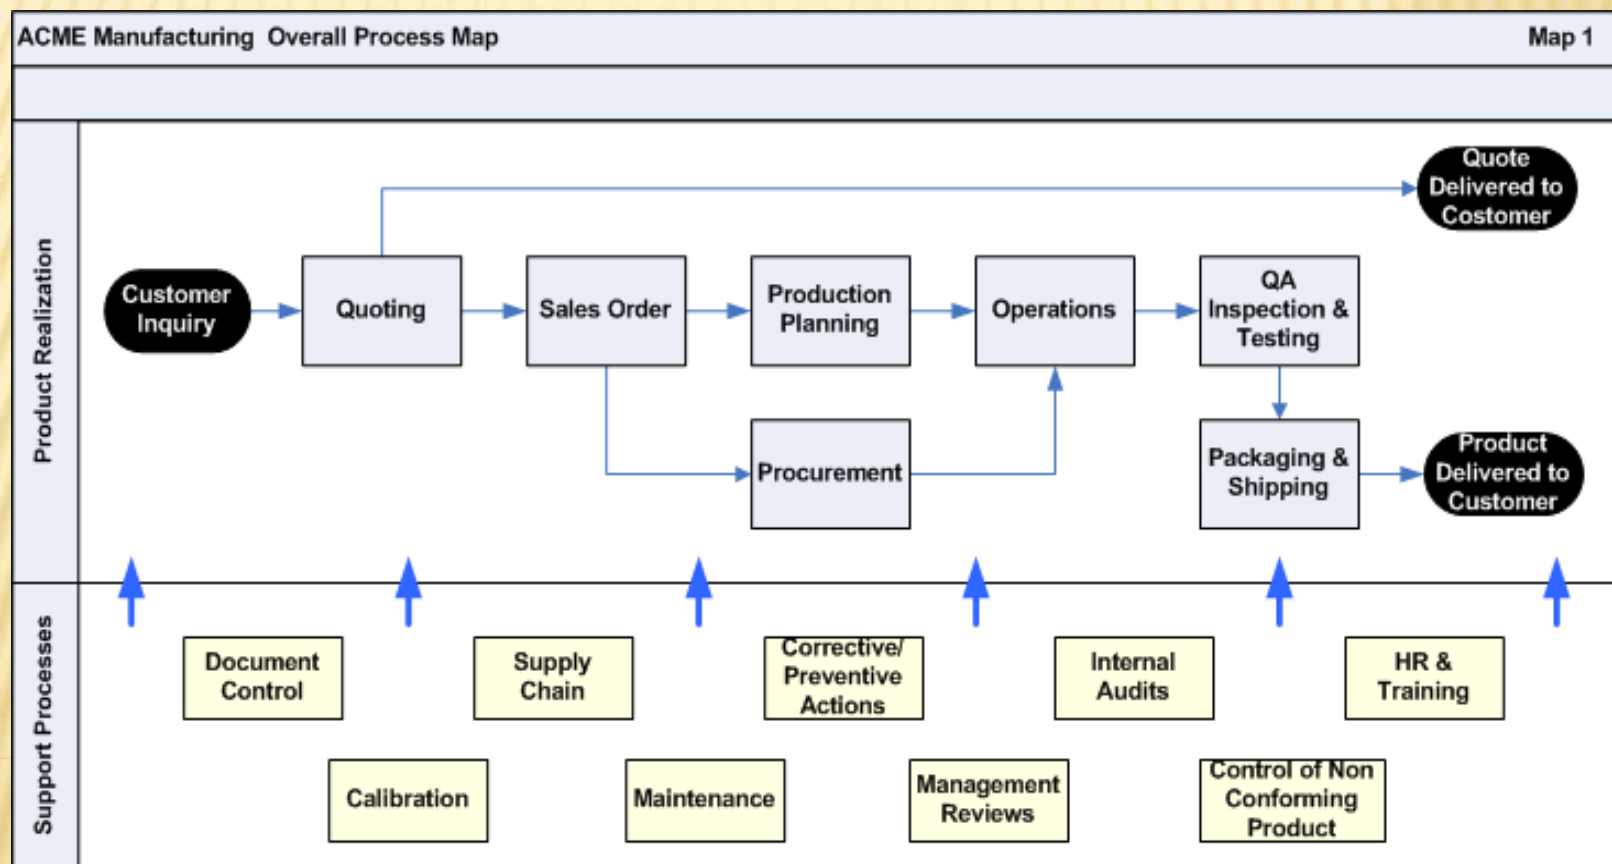 ACME Manufacturing  Overall Process Map
Map 1
Product Realization
Quote
Delivered to
Costomer
Customer
Inquiry
Quoting
Sales Order
Production
Planning
Operations
QA
Inspection &
Testing
Procurement
Packaging &
Shipping
Product
Delivered to
Customer
Support Processes
Document
Control
Supply
Chain
Corrective/
Preventive
Actions
Internal
Audits
HR &
Training
Calibration
Maintenance
Management
Reviews
Control of Non
Conforming
Product